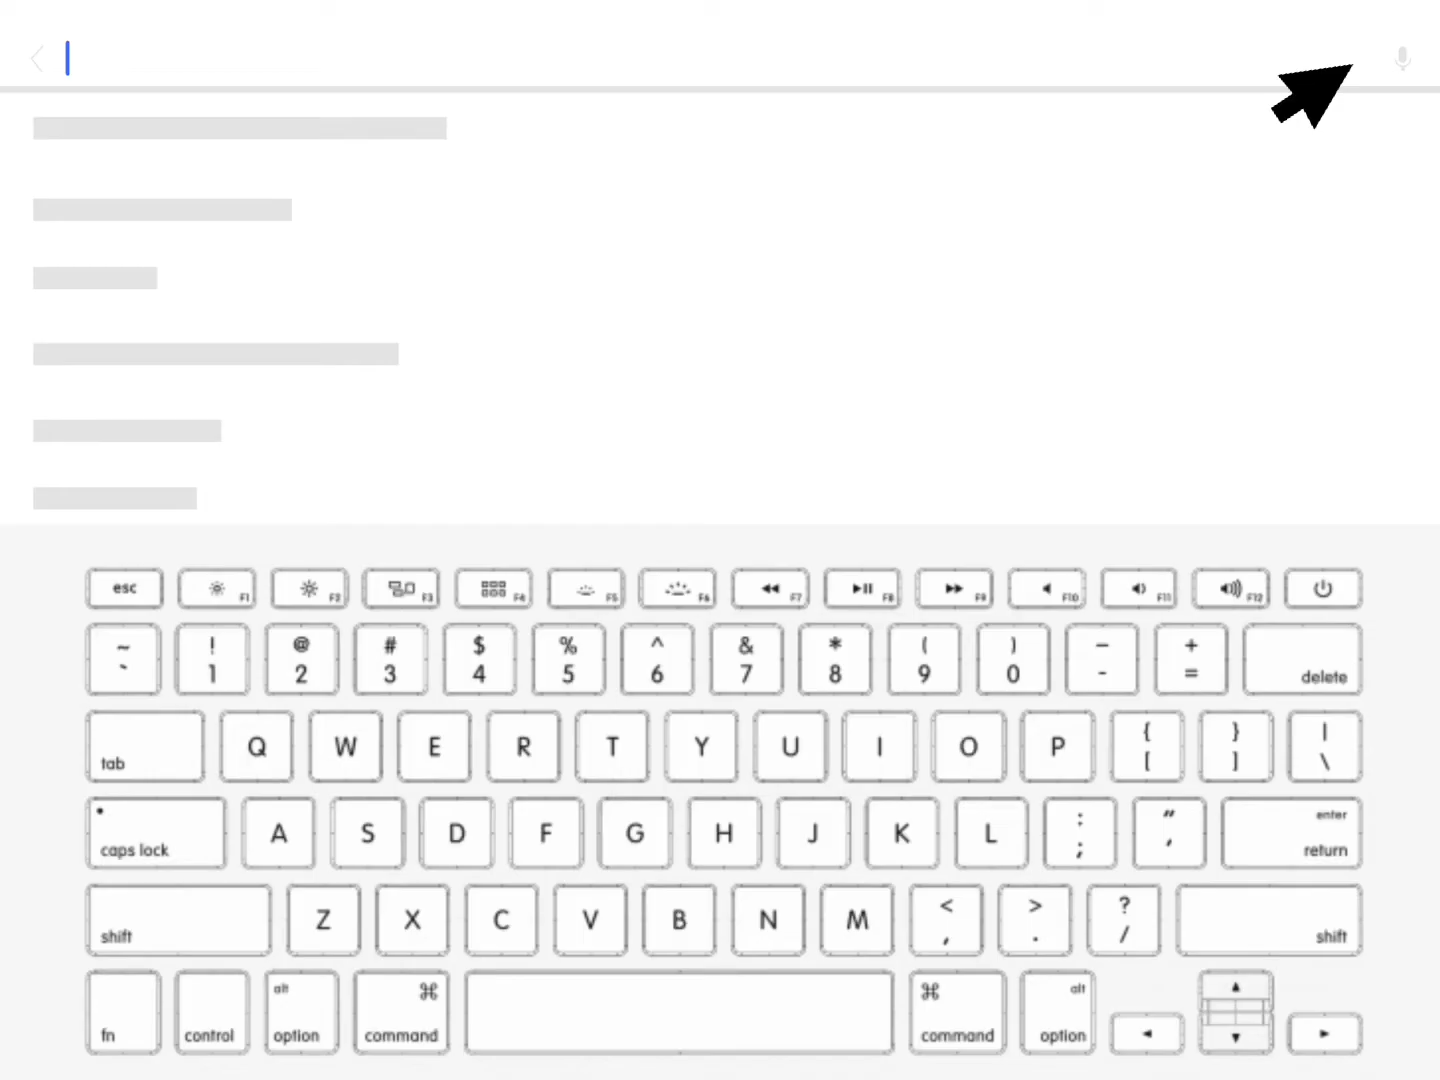 esc F1 F2 F3 F4 F5 F6 F7 F8 F9 F10 F11 F12
~ ! @ # $ % ^ & * ( ) – +
` 1 2 3 4 5 6 7 8 9 0 - = delete
tab Q W E R T Y U I O P { [ } ] | \
caps lock A S D F G H J K L : ; " ' enter return
shift Z X C V B N M < , > . ? / shift
fn control alt option ⌘ command ⌘ command alt option